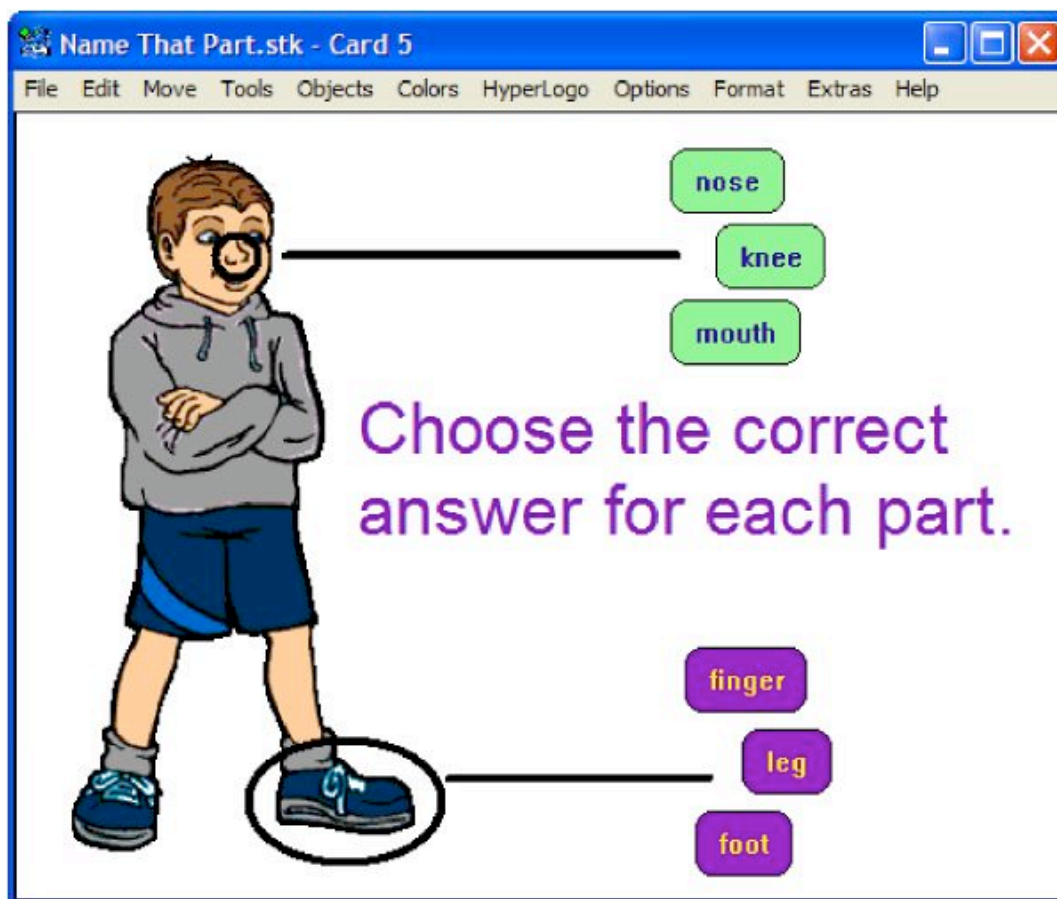 Name That Part.stk - Card 5
File Edit Move Tools Objects Colors HyperLogo Options Format Extras Help
nose
knee
mouth
Choose the correct
answer for each part.
finger
leg
foot